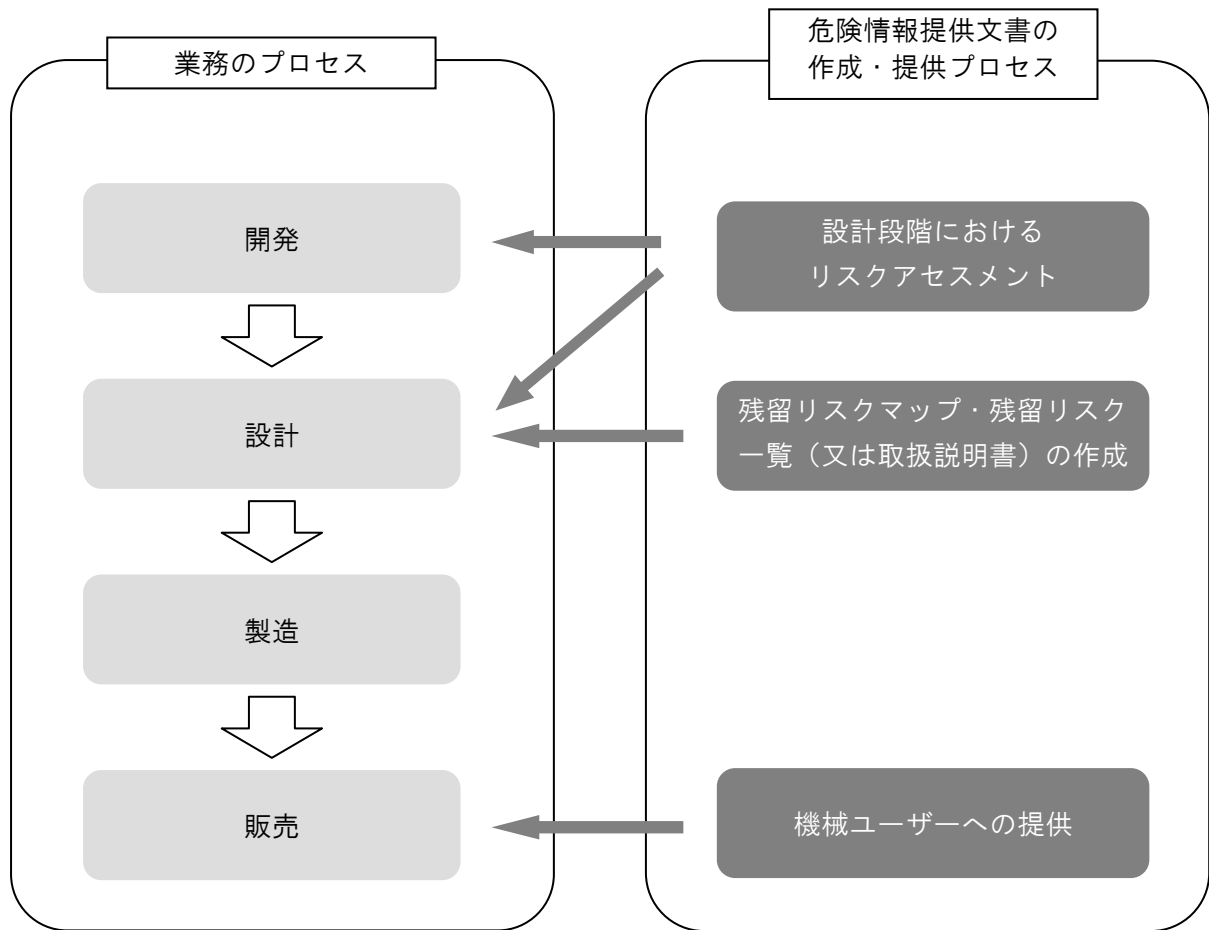 業務のプロセス
危険情報提供文書の
作成・提供プロセス
開発
設計段階における
リスクアセスメント
設計
残留リスクマップ・残留リスク
一覧（又は取扱説明書）の作成
製造
販売
機械ユーザーへの提供